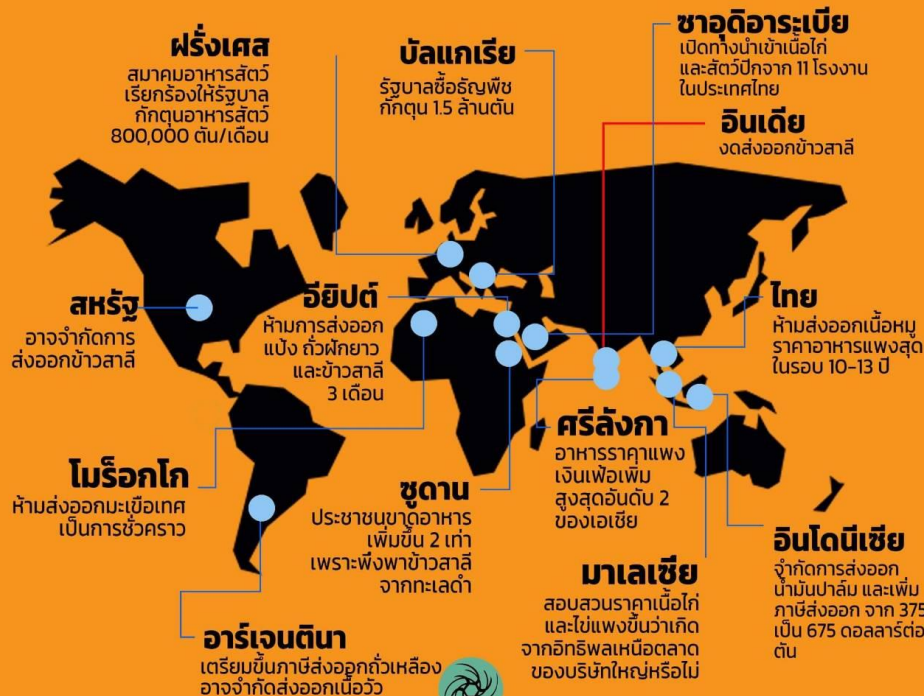 ฝรั่งเศส
สมาคมอาหารสัตว์
เรียกร้องให้รัฐบาล
กักตุนอาหารสัตว์
800,000 ตัน/เดือน
บัลแกเรีย
รัฐบาลซื้อธัญพืช
กักตุน 1.5 ล้านตัน
ซาอุดิอาระเบีย
เปิดทางนำเข้าเนื้อไก่
และสัตว์ปีกจาก 11 โรงงาน
ในประเทศไทย
อินเดีย
งดส่งออกข้าวสาลี
สหรัฐ
อาจจำกัดการ
ส่งออกข้าวสาลี
อียิปต์
ห้ามการส่งออก
แป้ง ถั่วฝักยาว
และข้าวสาลี
3 เดือน
ไทย
ห้ามส่งออกเนื้อหมู
ราคาอาหารแพงสุด
ในรอบ 10-13 ปี
โมร็อกโก
ห้ามส่งออกมะเขือเทศ
เป็นการชั่วคราว
ซูดาน
ประชาชนขาดอาหาร
เพิ่มขึ้น 2 เท่า
เพราะพึ่งพาข้าวสาลี
จากทะเลดำ
ศรีลังกา
อาหารราคาแพง
เงินเฟ้อเพิ่ม
สูงสุดอันดับ 2
ของเอเชีย
อินโดนีเซีย
จำกัดการส่งออก
น้ำมันปาล์ม และเพิ่ม
ภาษีส่งออก จาก 375
เป็น 675 ดอลลาร์ต่อ
ตัน
มาเลเซีย
สอบสวนราคาเนื้อไก่
และไข่แพงขึ้นว่าเกิด
จากอิทธิพลเหนือตลาด
ของบริษัทใหญ่หรือไม่
อาร์เจนตินา
เตรียมขึ้นภาษีส่งออกถั่วเหลือง
อาจจำกัดส่งออกเนื้อวัว